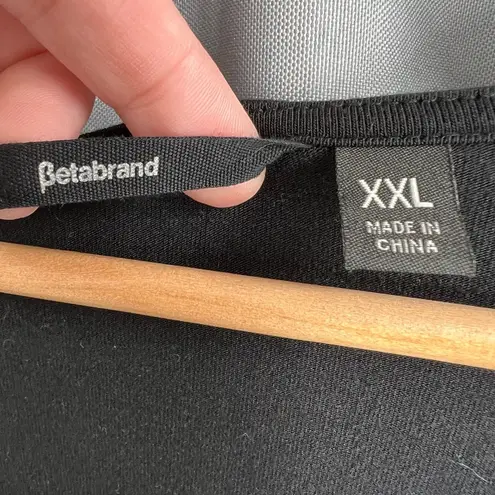 βetabrand
XXL
MADE IN
CHINA